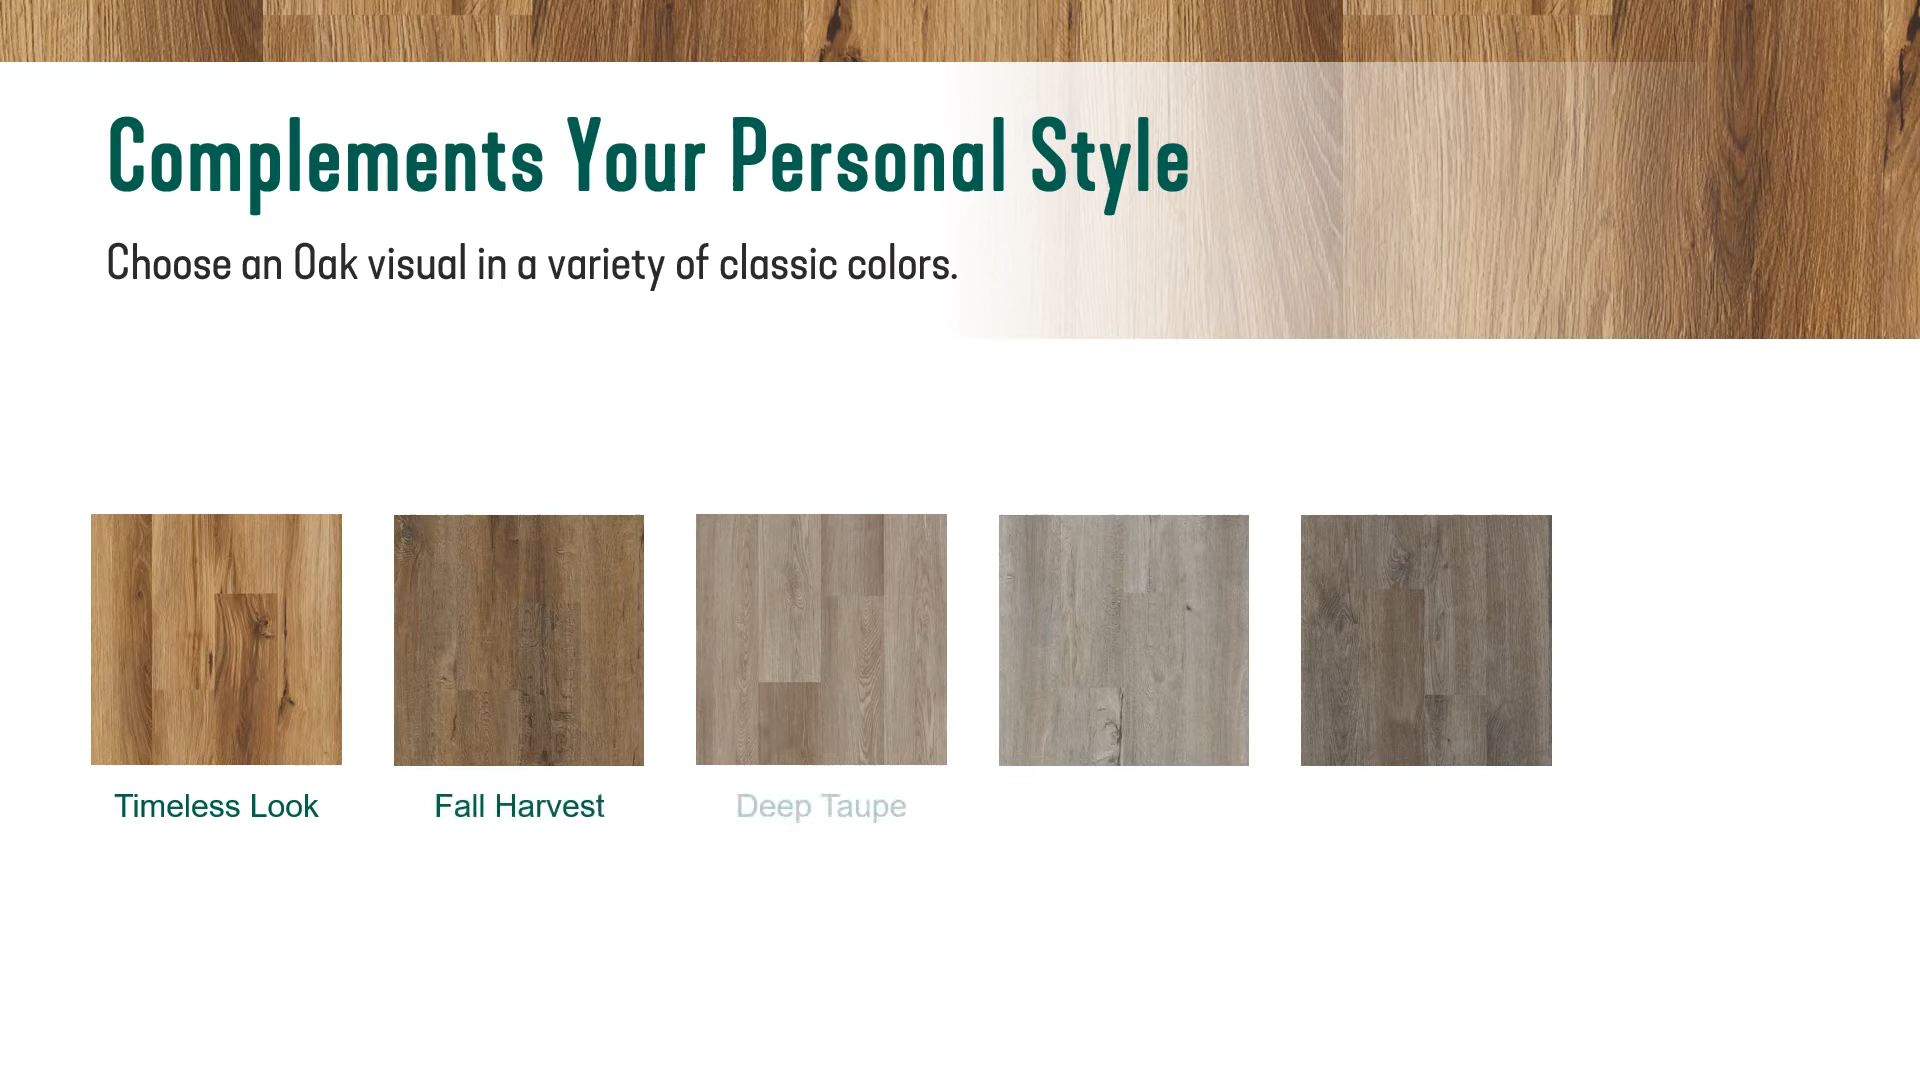 Complements Your Personal Style
Choose an Oak visual in a variety of classic colors.
Timeless Look
Fall Harvest
Deep Taupe